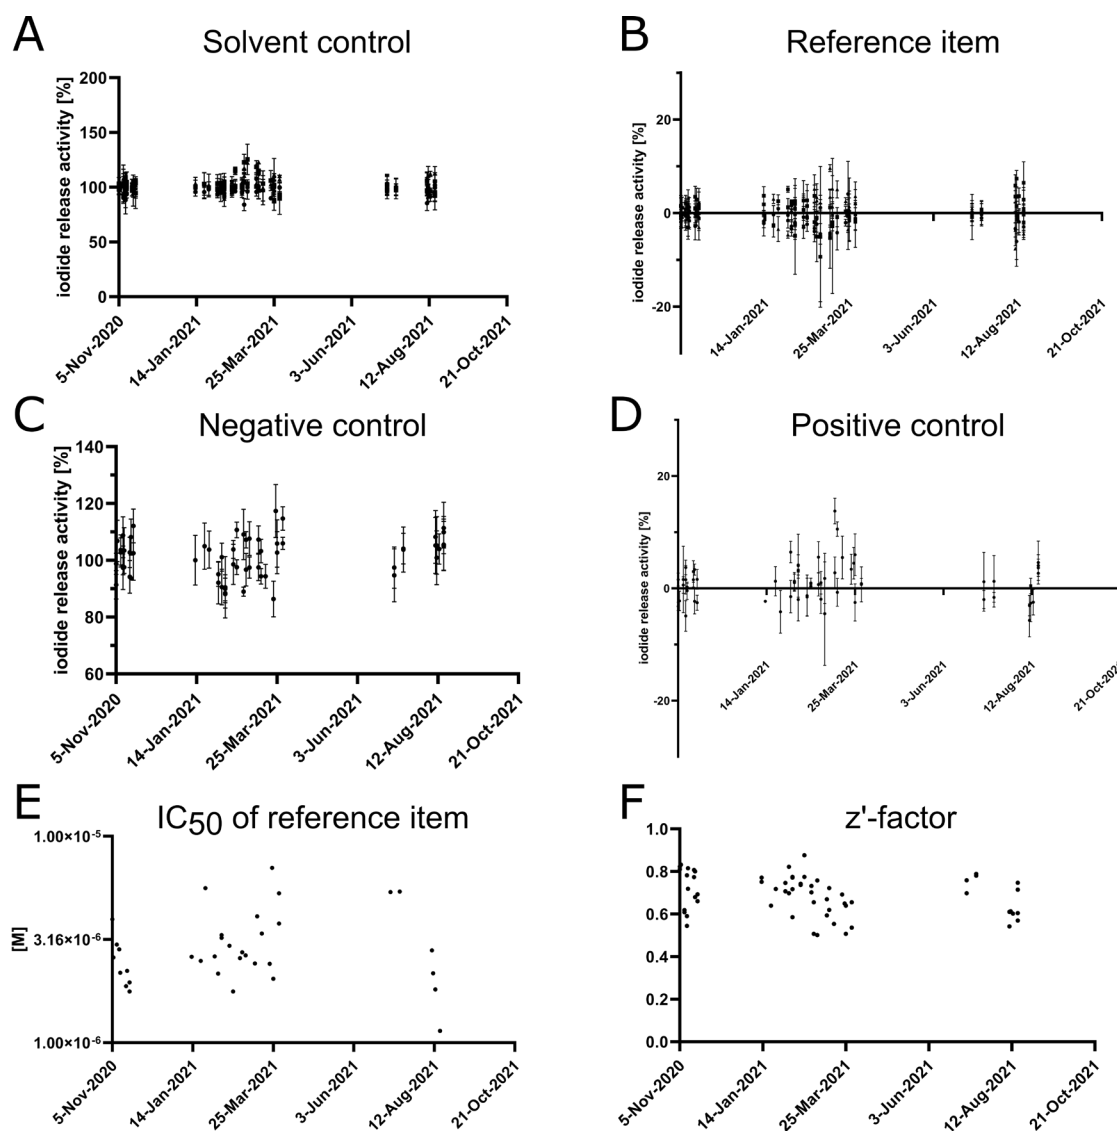 A
Solvent control
iodide release activity [%]
200
150
100
50
0
5-Nov-2020
14-Jan-2021
25-Mar-2021
3-Jun-2021
12-Aug-2021
21-Oct-2021
B
Reference item
iodide release activity [%]
20
0
-20
14-Jan-2021
25-Mar-2021
3-Jun-2021
12-Aug-2021
21-Oct-2021
C
Negative control
iodide release activity [%]
140
120
100
80
60
5-Nov-2020
14-Jan-2021
25-Mar-2021
3-Jun-2021
12-Aug-2021
21-Oct-2021
D
Positive control
iodide release activity [%]
20
0
-20
14-Jan-2021
25-Mar-2021
3-Jun-2021
12-Aug-2021
E
IC50 of reference item
[M]
1.00×10-5
3.16×10-6
1.00×10-6
5-Nov-2020
14-Jan-2021
25-Mar-2021
3-Jun-2021
12-Aug-2021
21-Oct-2021
F
z'-factor
1.0
0.8
0.6
0.4
0.2
0.0
5-Nov-2020
14-Jan-2021
25-Mar-2021
3-Jun-2021
12-Aug-2021
21-Oct-2021